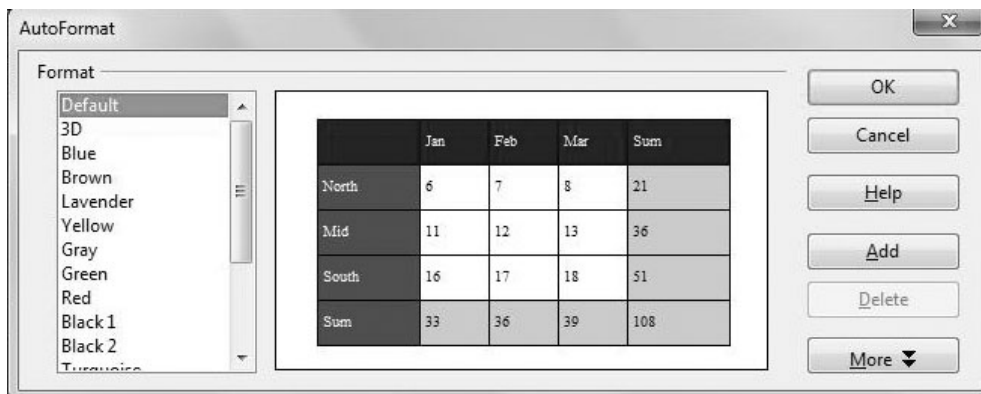 AutoFormat
Format
Default
3D
Blue
Brown
Lavender
Yellow
Gray
Green
Red
Black 1
Black 2
Turquoise
Jan Feb Mar Sum
North 6 7 8 21
Mid 11 12 13 36
South 16 17 18 51
Sum 33 36 39 108
OK
Cancel
Help
Add
Delete
More